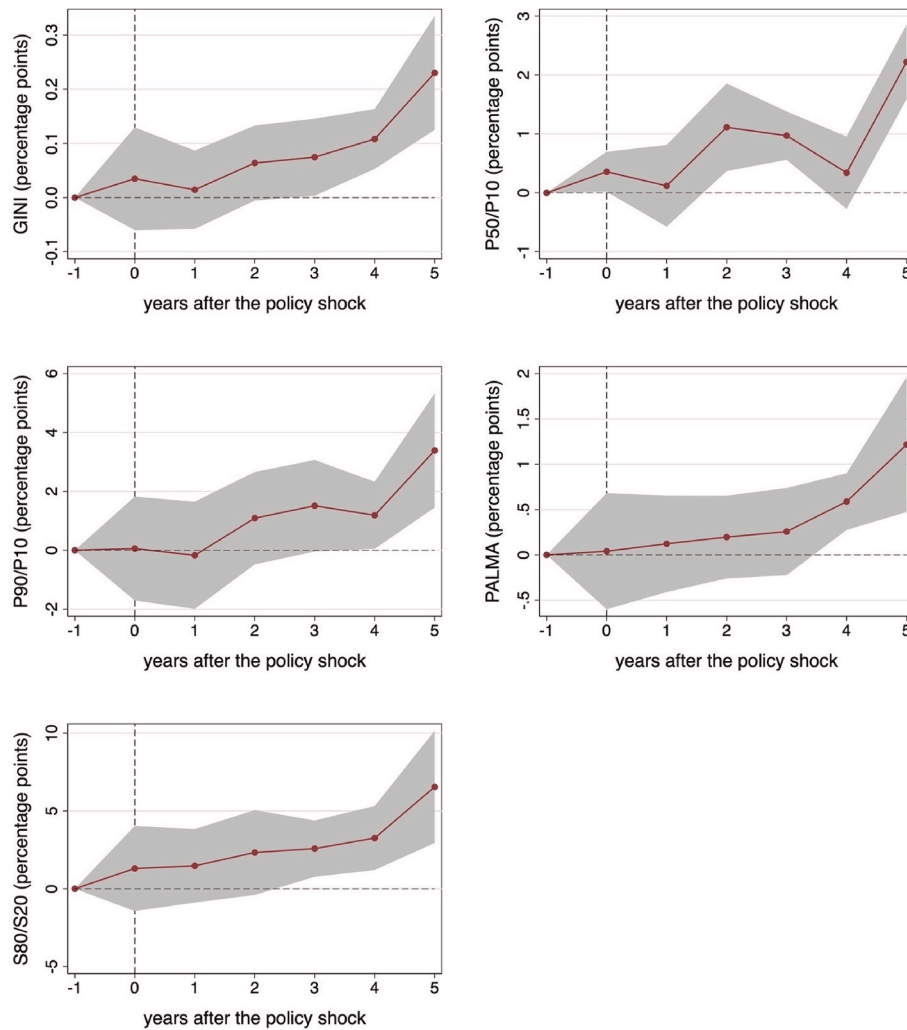 GINI (percentage points)
0.3
0.2
0.1
0.0
-0.1
-1 0 1 2 3 4 5
years after the policy shock
P50/P10 (percentage points)
3
2
1
0
-1
-1 0 1 2 3 4 5
years after the policy shock
P90/P10 (percentage points)
6
4
2
0
-2
-1 0 1 2 3 4 5
years after the policy shock
PALMA (percentage points)
2
1.5
1
.5
0
-.5
-1 0 1 2 3 4 5
years after the policy shock
S80/S20 (percentage points)
10
5
0
-5
-1 0 1 2 3 4 5
years after the policy shock